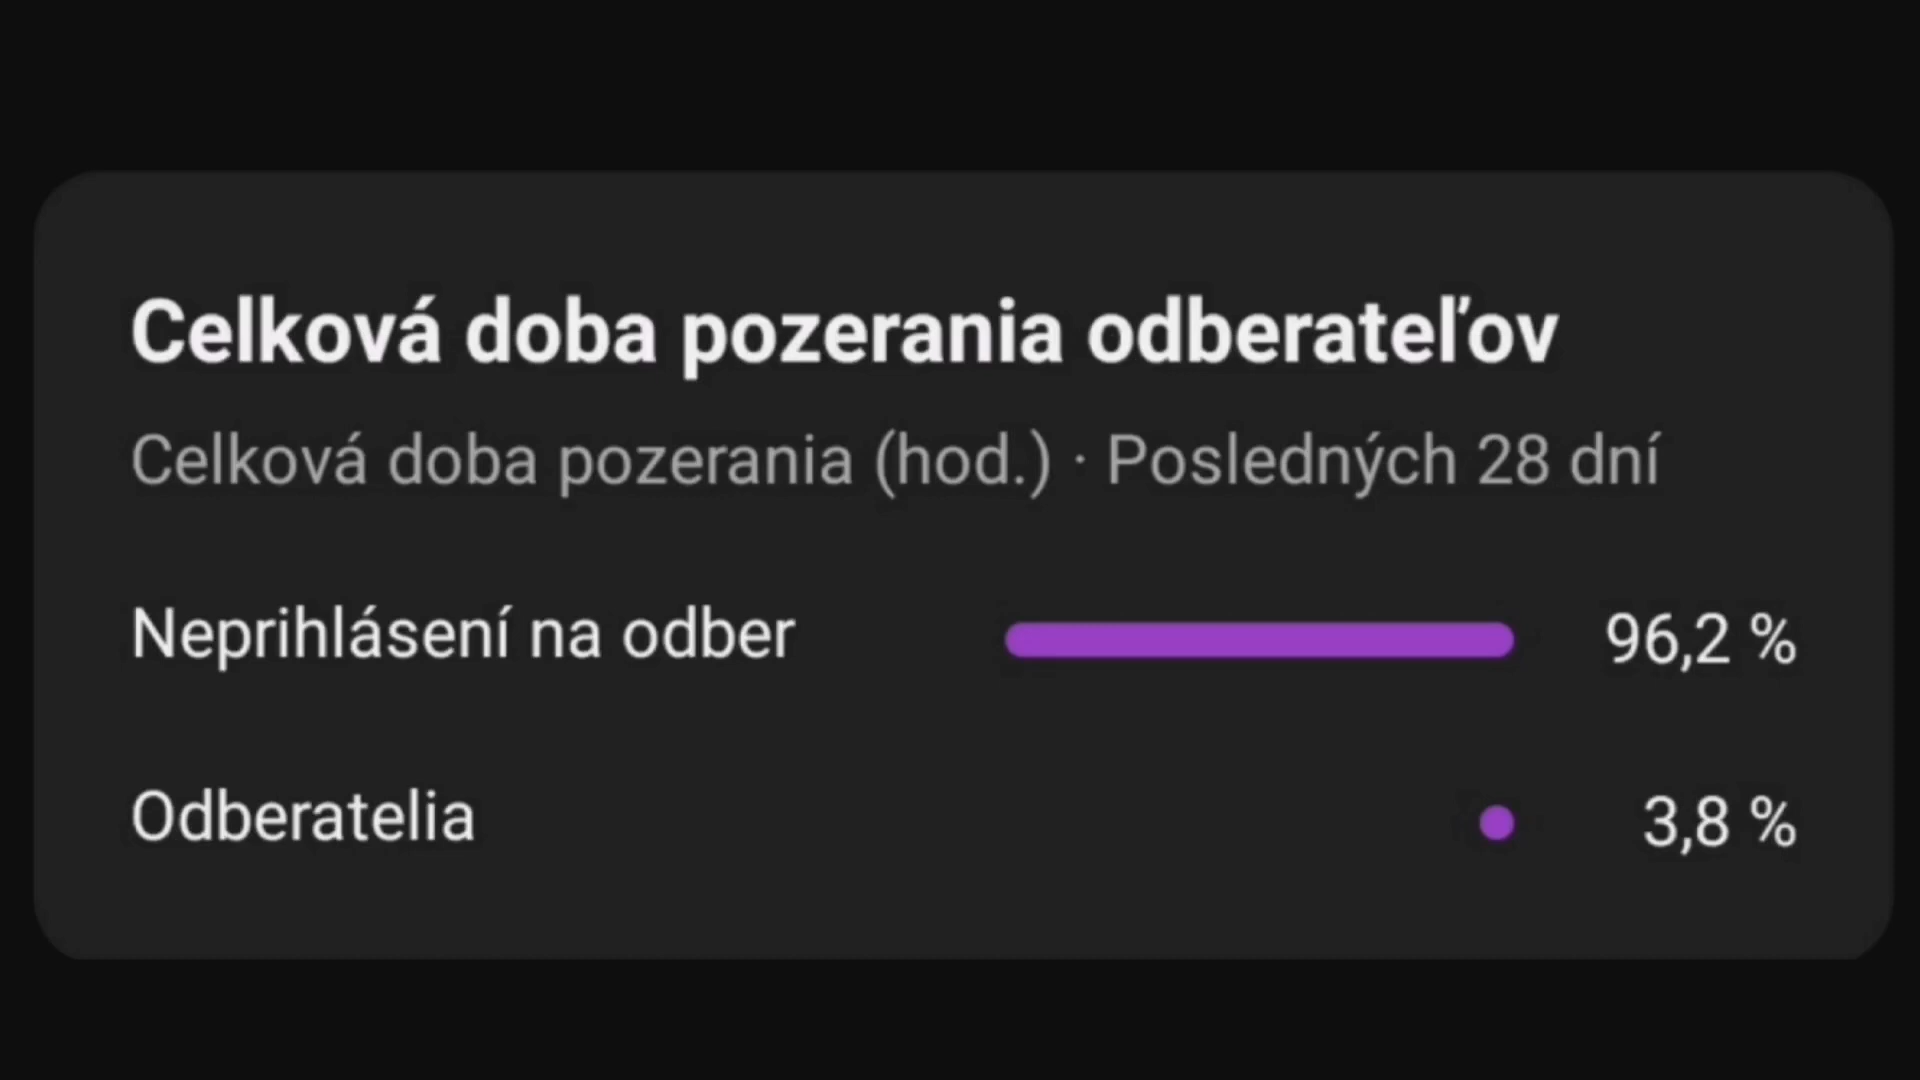 Celková doba pozerania odberateľov
Celková doba pozerania (hod.) · Posledných 28 dní
Neprihlásení na odber 96,2 %
Odberatelia 3,8 %